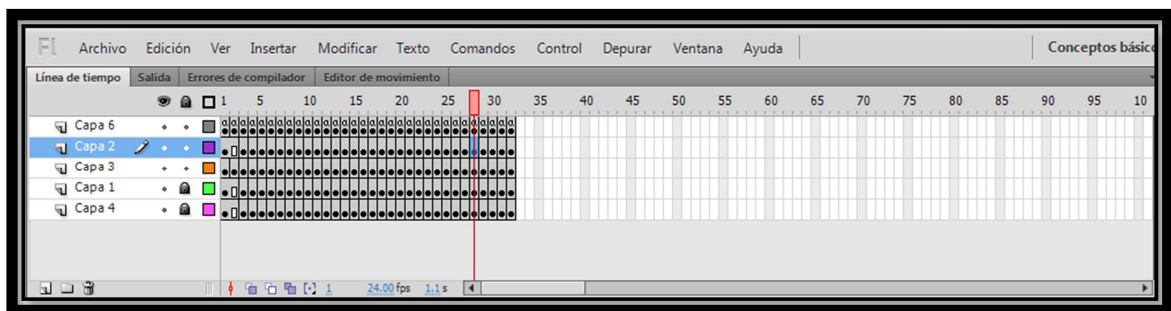 Fl Archivo Edición Ver Insertar Modificar Texto Comandos Control Depurar Ventana Ayuda Conceptos básico
Línea de tiempo Salida Errores de compilador Editor de movimiento
1 5 10 15 20 25 30 35 40 45 50 55 60 65 70 75 80 85 90 95 10
Capa 6
Capa 2
Capa 3
Capa 1
Capa 4
1 24.00 fps 1.1 s